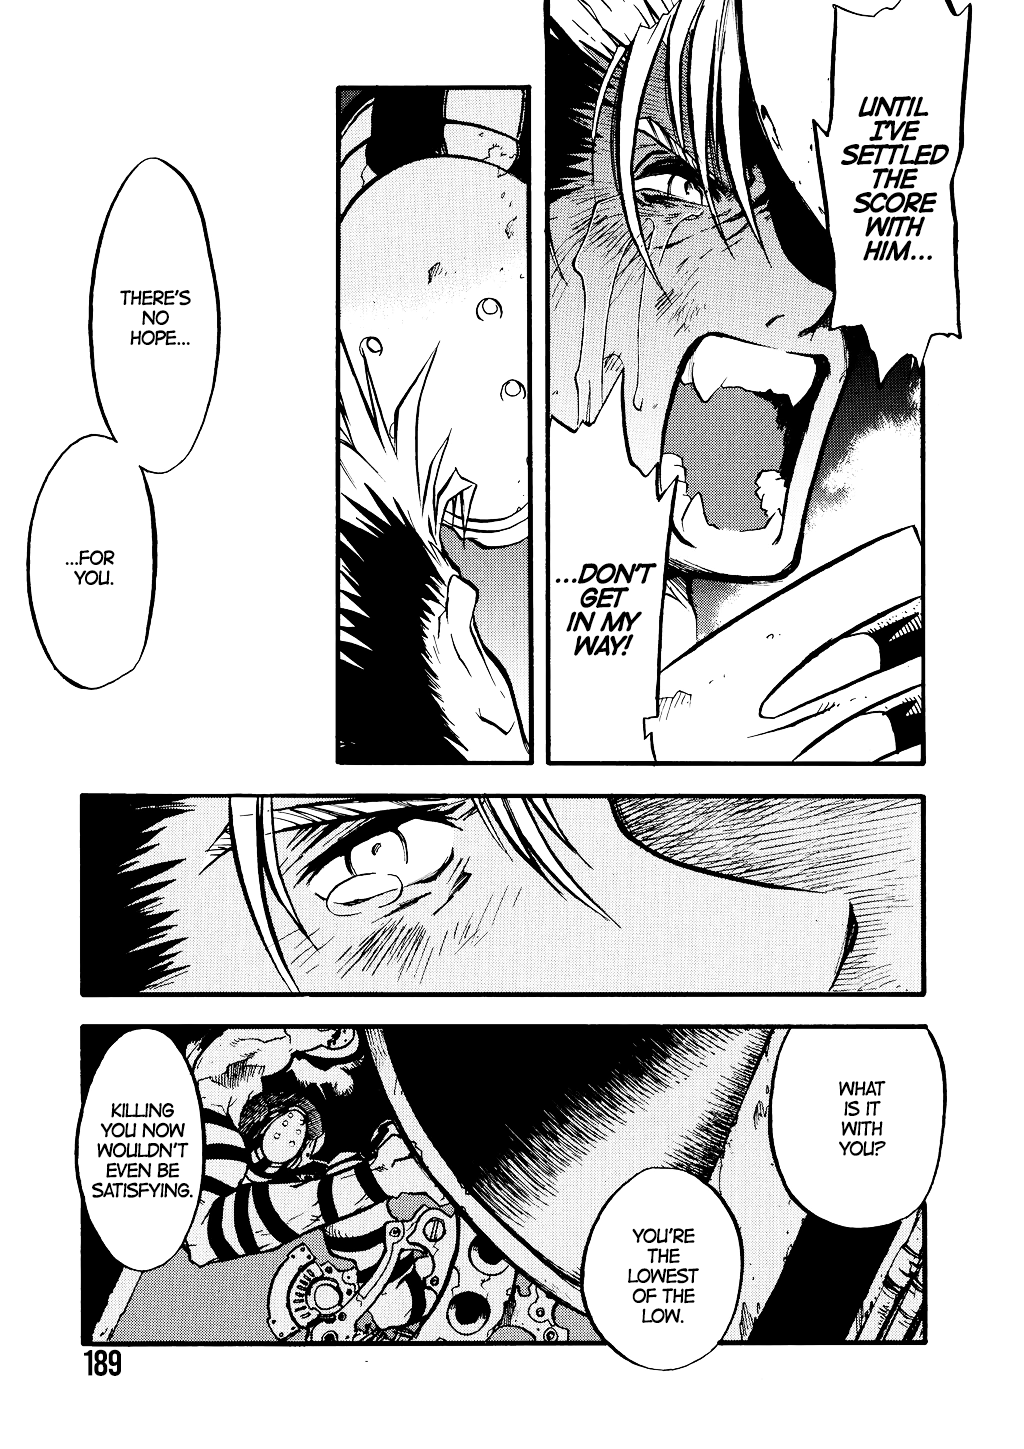 UNTIL
I'VE
SETTLED
THE
SCORE
WITH
HIM...
...DON'T
GET
IN MY
WAY!
THERE'S
NO
HOPE...
...FOR
YOU.
WHAT
IS IT
WITH
YOU?
YOU'RE
THE
LOWEST
OF THE
LOW.
KILLING
YOU NOW
WOULDN'T
EVEN BE
SATISFYING.
189